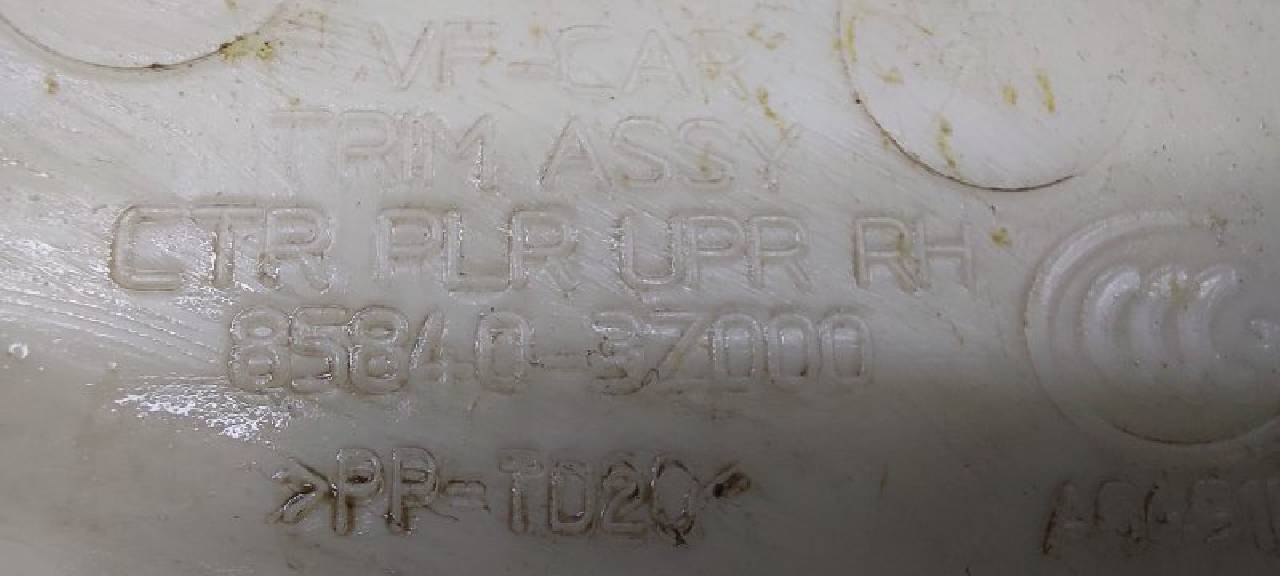 VF-CAR
TRIM ASSY
CTR PLR UPR RH
85840-3Z000
>PP-TD20<